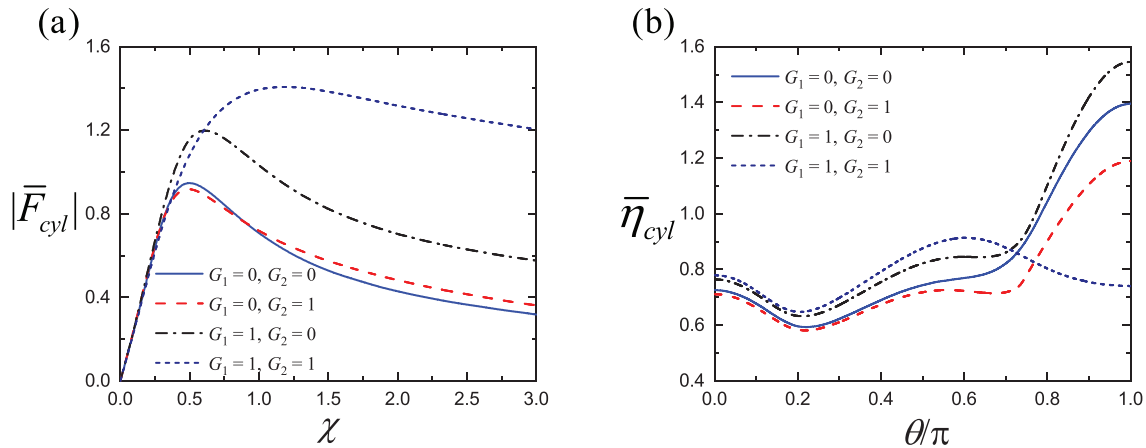 (a)
1.6
1.2
0.8
0.4
0.0
|F̅cyl|
G1 = 0, G2 = 0
G1 = 0, G2 = 1
G1 = 1, G2 = 0
G1 = 1, G2 = 1
0.0 0.5 1.0 1.5 2.0 2.5 3.0
χ
(b)
1.6
1.4
1.2
1.0
0.8
0.6
0.4
η̅cyl
G1 = 0, G2 = 0
G1 = 0, G2 = 1
G1 = 1, G2 = 0
G1 = 1, G2 = 1
0.0 0.2 0.4 0.6 0.8 1.0
θ/π